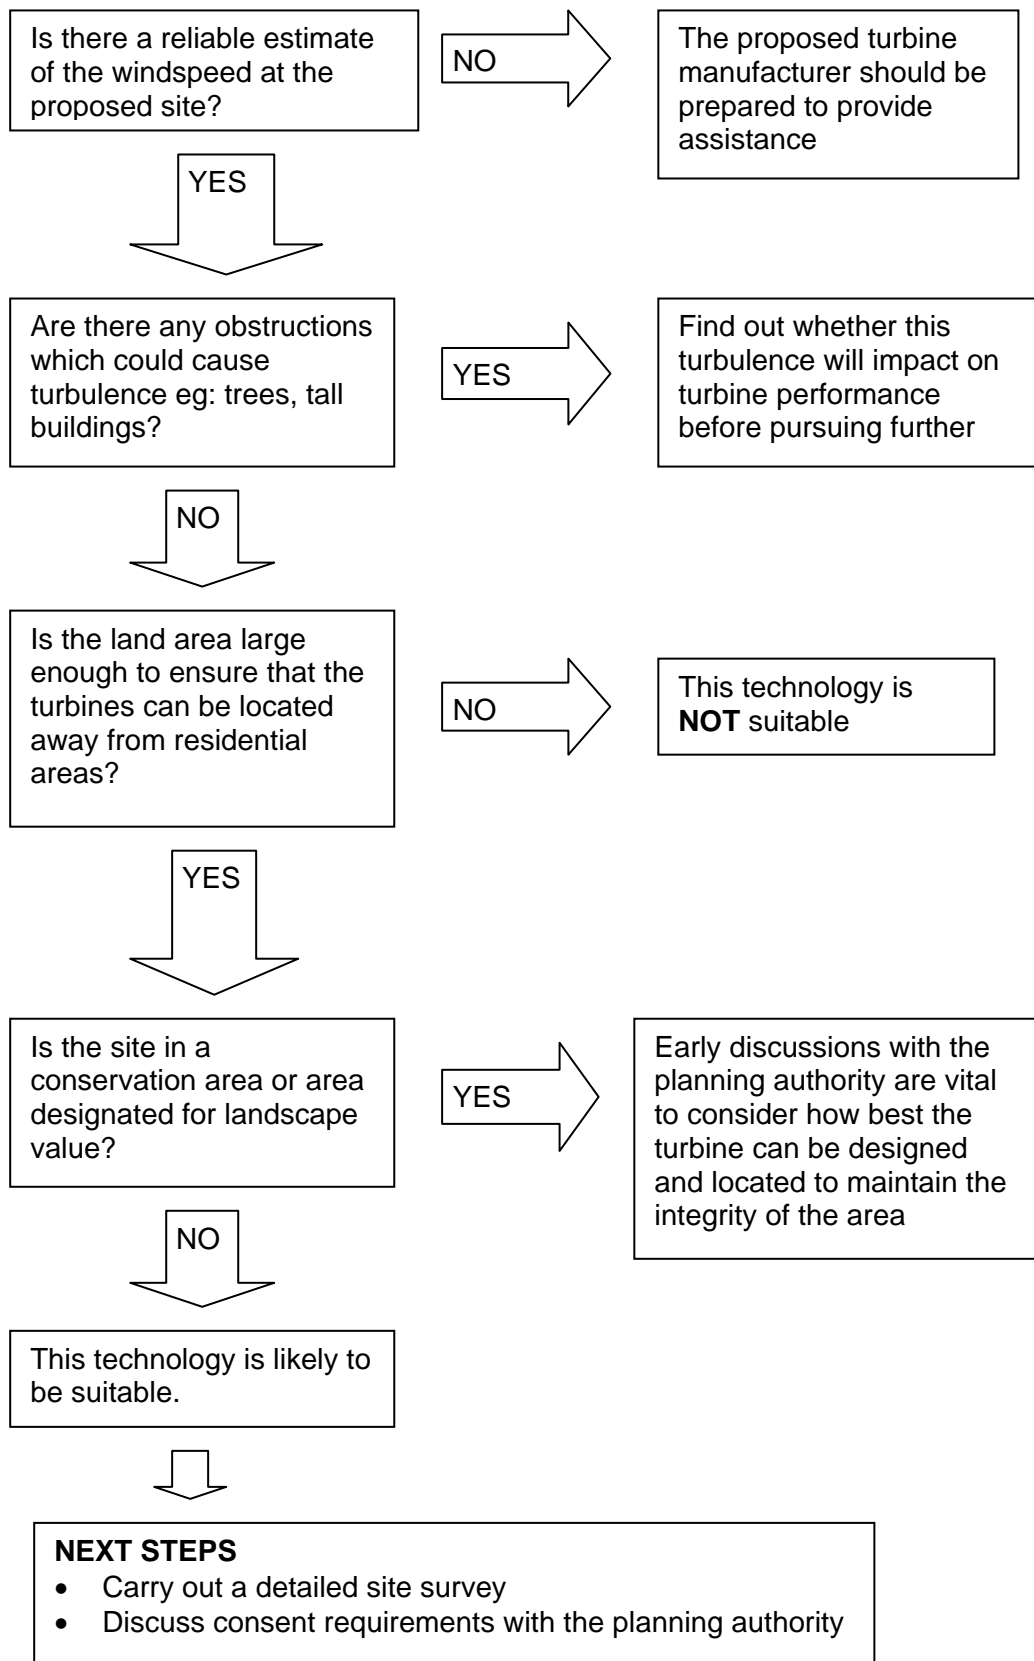 Is there a reliable estimate
of the windspeed at the
proposed site?
NO
The proposed turbine
manufacturer should be
prepared to provide
assistance
YES
Are there any obstructions
which could cause
turbulence eg: trees, tall
buildings?
YES
Find out whether this
turbulence will impact on
turbine performance
before pursuing further
NO
Is the land area large
enough to ensure that the
turbines can be located
away from residential
areas?
NO
This technology is
NOT suitable
YES
Is the site in a
conservation area or area
designated for landscape
value?
YES
Early discussions with the
planning authority are vital
to consider how best the
turbine can be designed
and located to maintain the
integrity of the area
NO
This technology is likely to
be suitable.
NEXT STEPS
• Carry out a detailed site survey
• Discuss consent requirements with the planning authority